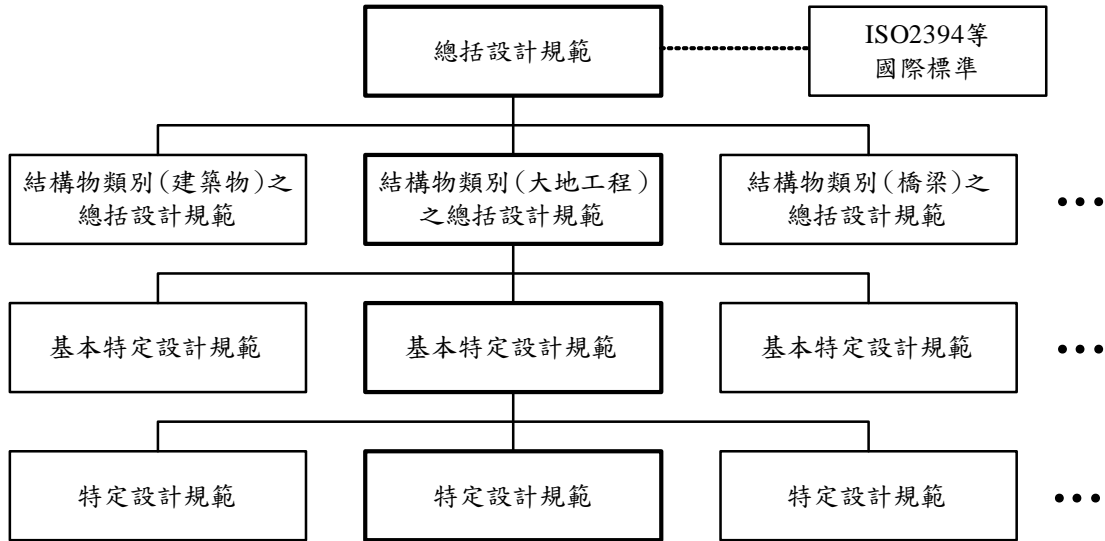 總括設計規範
ISO2394等
國際標準
結構物類別(建築物)之
總括設計規範
結構物類別(大地工程)
之總括設計規範
結構物類別(橋梁)之
總括設計規範
基本特定設計規範
基本特定設計規範
基本特定設計規範
特定設計規範
特定設計規範
特定設計規範